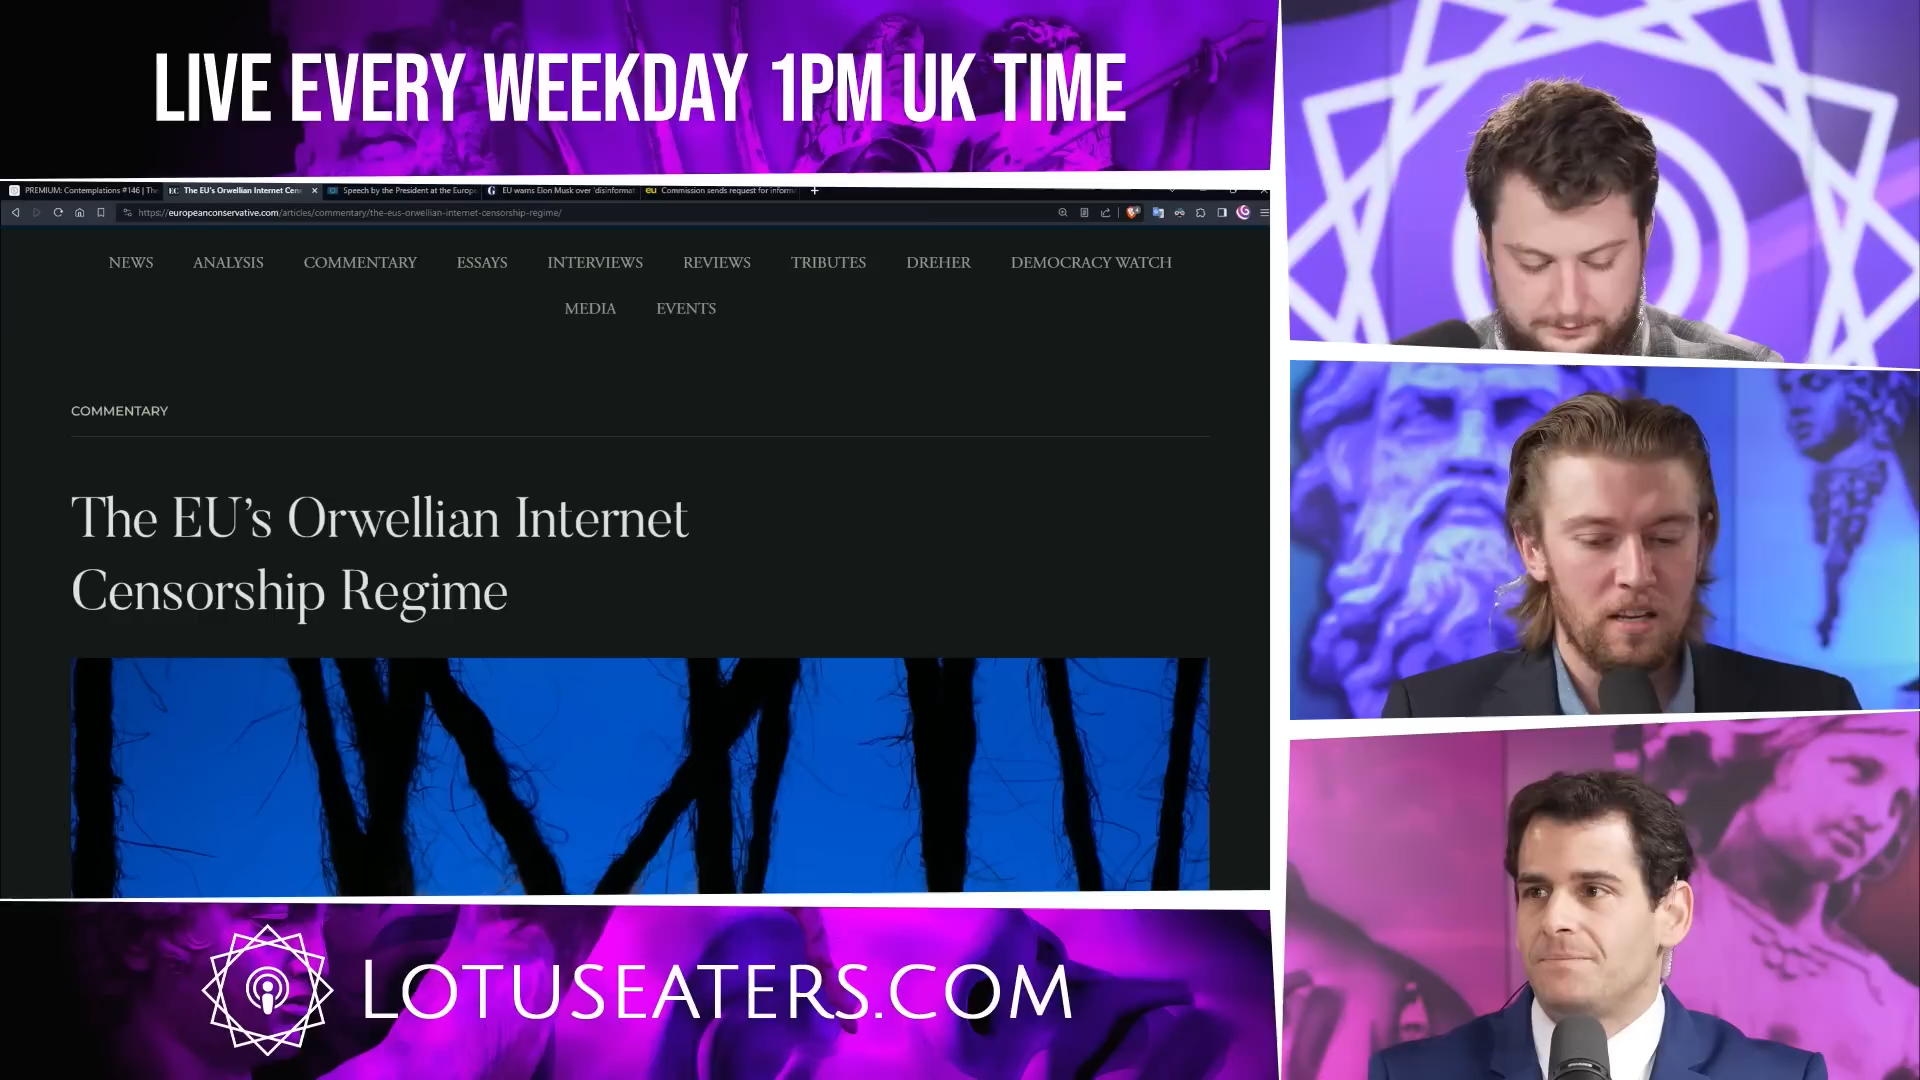 LIVE EVERY WEEKDAY 1PM UK TIME
PREMIUM: Contemplations #146 | The
EC The EU's Orwellian Internet Cens
Speech by the President at the Europe
G EU warns Elon Musk over 'disinformat
eu Commission sends request for inform
https://europeanconservative.com/articles/commentary/the-eus-orwellian-internet-censorship-regime/
NEWS ANALYSIS COMMENTARY ESSAYS INTERVIEWS REVIEWS TRIBUTES DREHER DEMOCRACY WATCH
MEDIA EVENTS
COMMENTARY
The EU's Orwellian Internet
Censorship Regime
LOTUSEATERS.COM